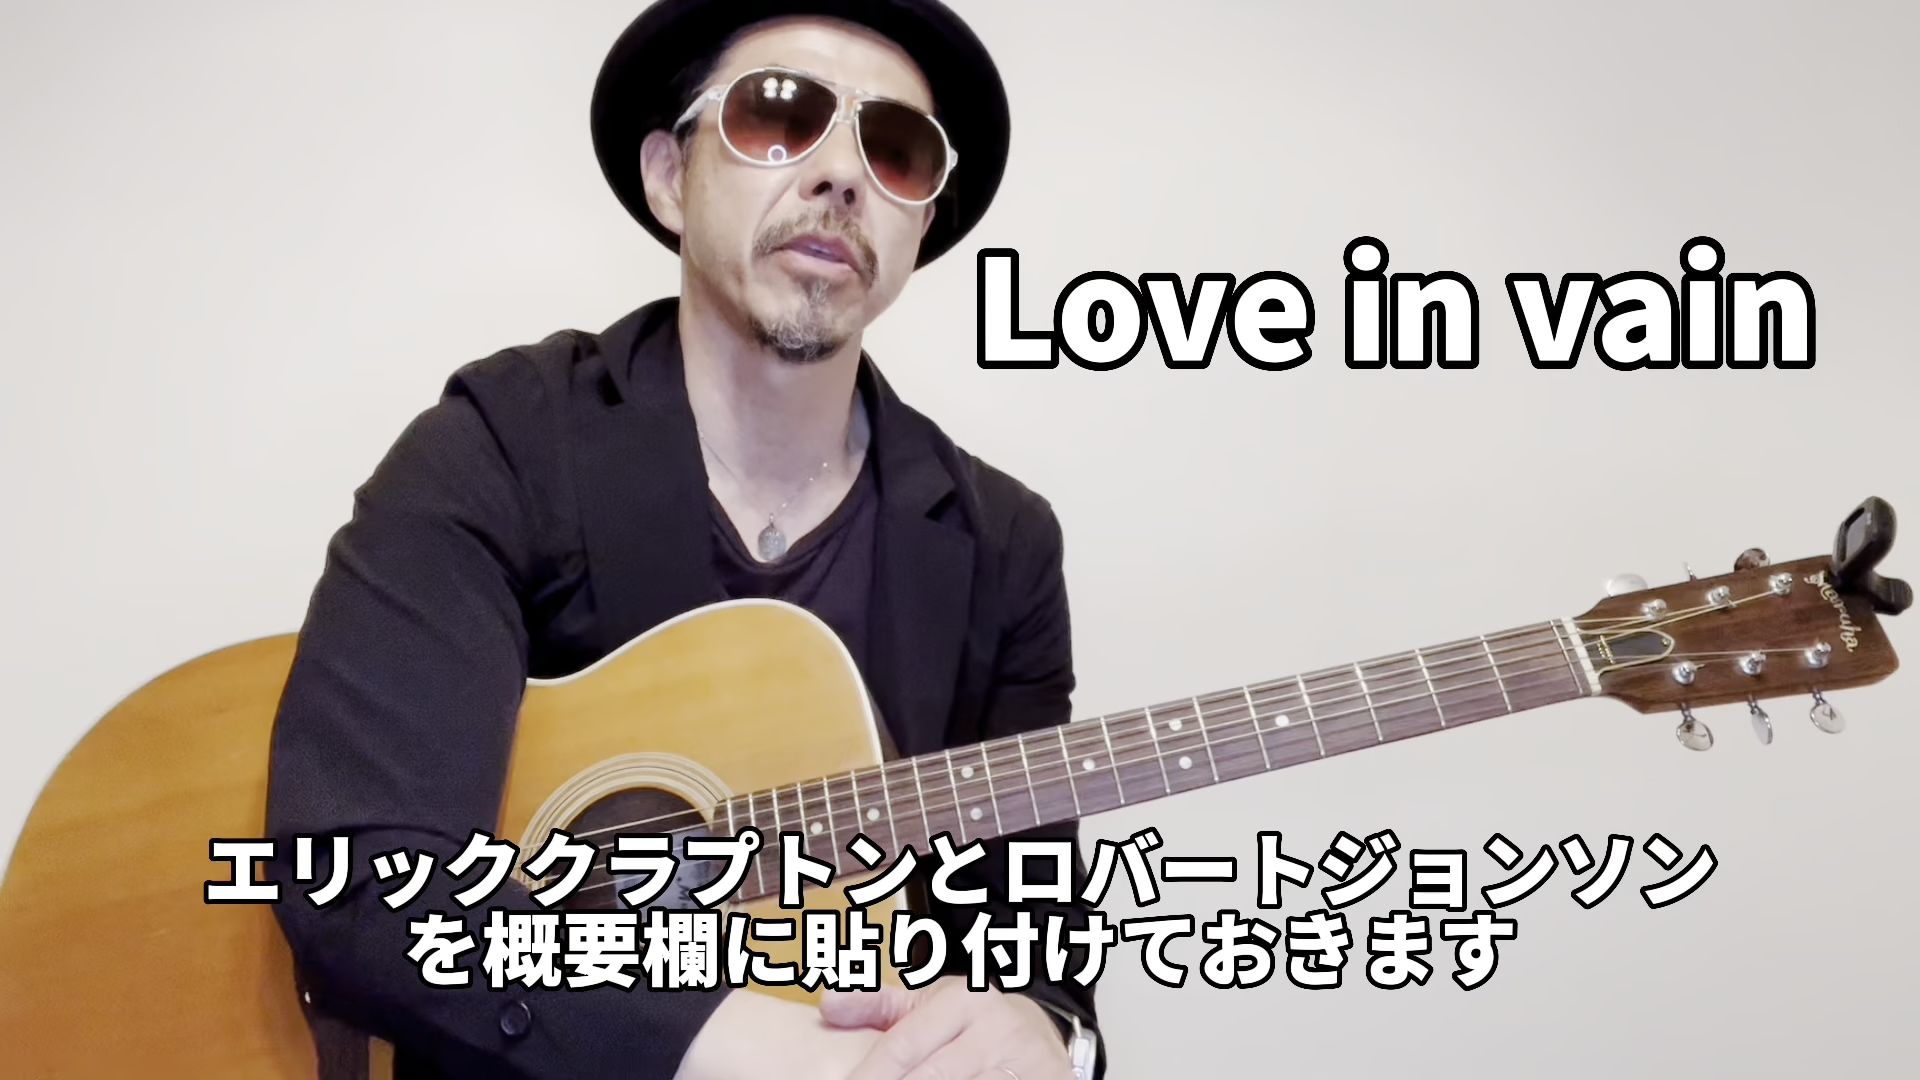 Love in vain
Haruha
エリッククラプトンとロバートジョンソン
を概要欄に貼り付けておきます